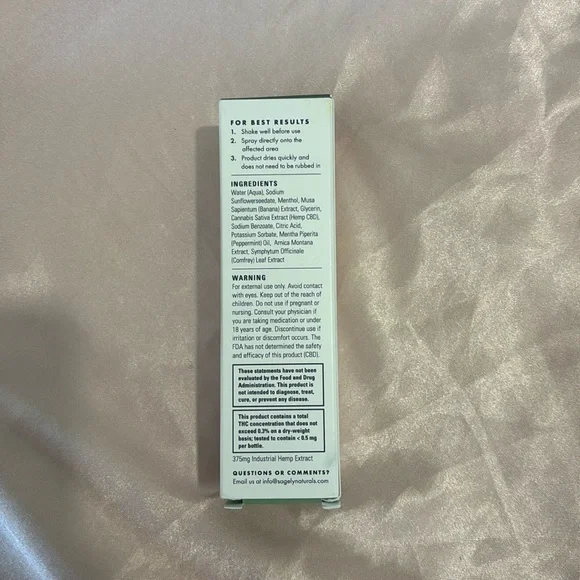 FOR BEST RESULTS
1. Shake well before use
2. Spray directly onto the
affected area
3. Product dries quickly and
does not need to be rubbed in
INGREDIENTS
Water (Aqua), Sodium
Sunflowerseedate, Menthol, Musa
Sapientum (Banana) Extract, Glycerin,
Cannabis Sativa Extract (Hemp CBD),
Sodium Benzoate, Citric Acid,
Potassium Sorbate, Mentha Piperita
(Peppermint) Oil, Arnica Montana
Extract, Symphytum Officinale
(Comfrey) Leaf Extract
WARNING
For external use only. Avoid contact
with eyes. Keep out of the reach of
children. Do not use if pregnant or
nursing. Consult your physician if
you are taking medication or under
18 years of age. Discontinue use if
irritation or discomfort occurs. The
FDA has not determined the safety
and efficacy of this product (CBD).
These statements have not been
evaluated by the Food and Drug
Administration. This product is
not intended to diagnose, treat,
cure, or prevent any disease.
This product contains a total
THC concentration that does not
exceed 0.3% on a dry-weight
basis; tested to contain < 0.5 mg
per bottle.
375mg Industrial Hemp Extract
QUESTIONS OR COMMENTS?
Email us at info@sagelynaturals.com